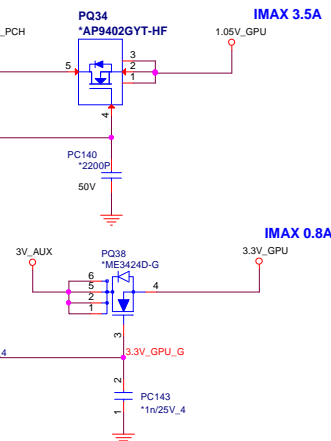 PQ34
IMAX 3.5A
*AP9402GYT-HF
_PCH
1.05V_GPU
5
3
2
1
4
PC140
*2200P
50V
IMAX 0.8A
3V_AUX
PQ38
3.3V_GPU
*ME3424D-G
6
5
2
1
4
3
4
3.3V_GPU_G
2
PC143
1
*1n/25V_4